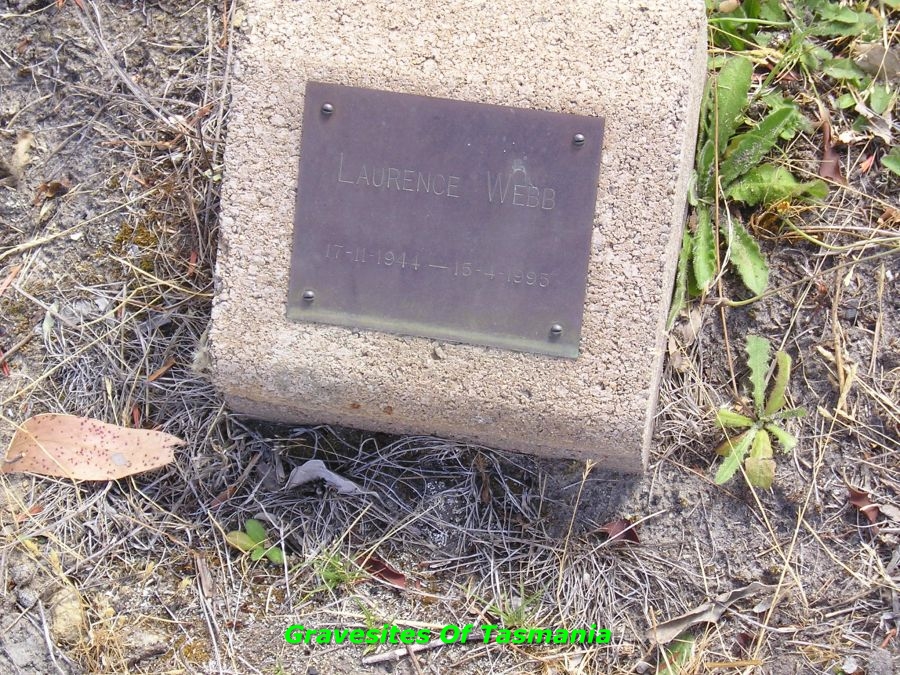 LAURENCE WEBB
17-11-1944 — 15-4-1995
Gravesites Of Tasmania